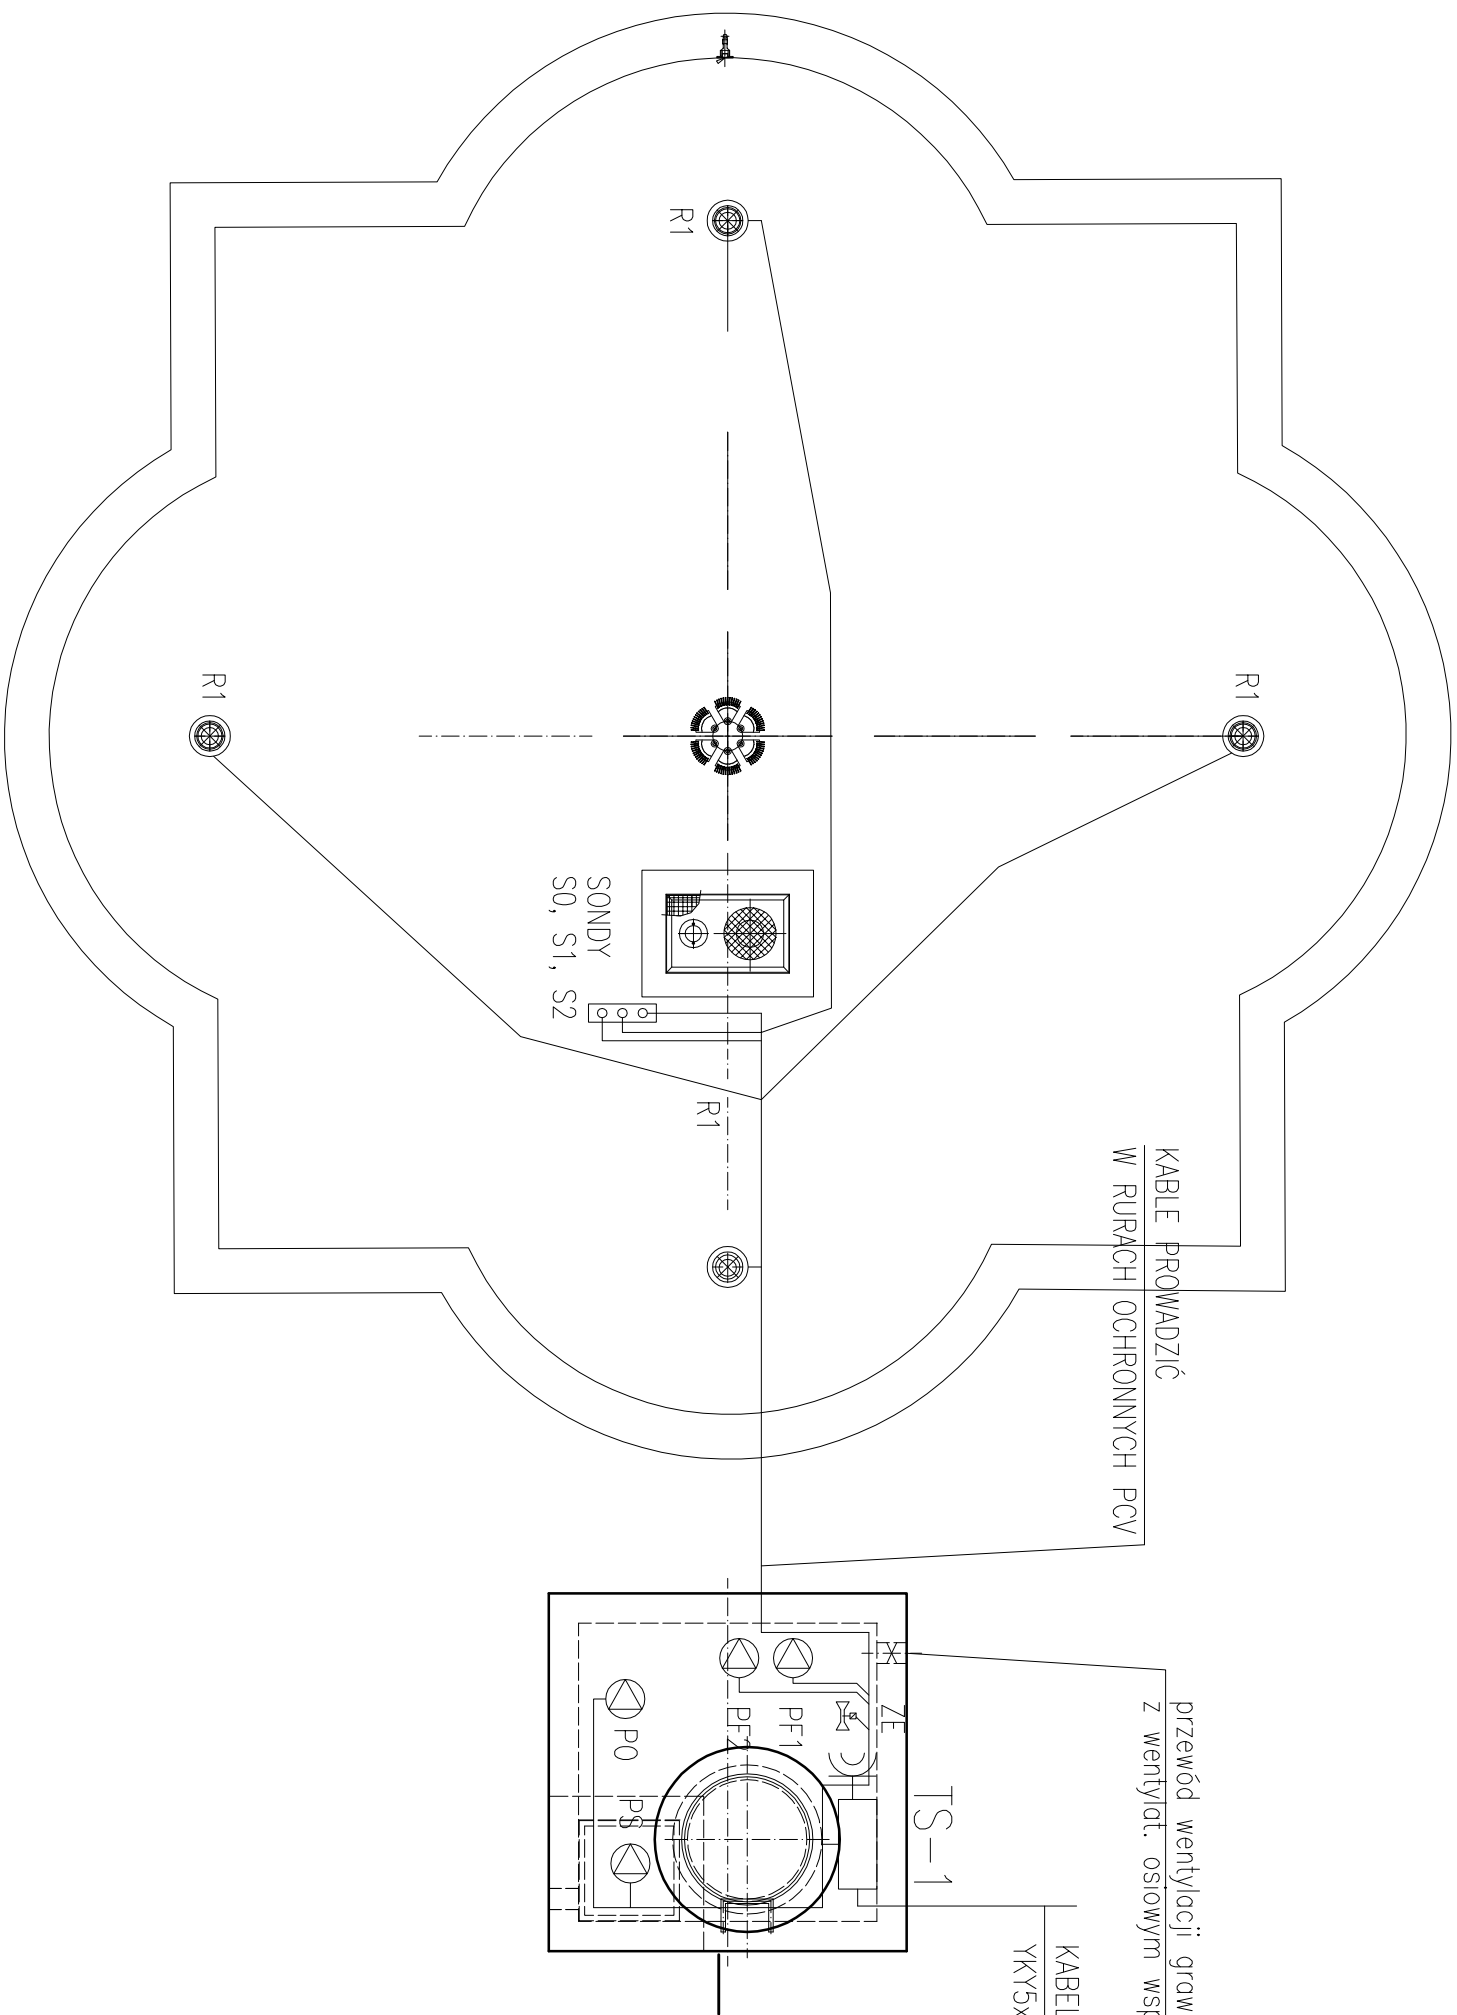 R1
R1
R1
SONDY
S0, S1, S2
R1
KABLE PROWADZIĆ
W RURACH OCHRONNYCH PCV
przewód wentylacji graw
z wentylat. osiowym wsp
ZE
PF1
PF2
PO
PS
TS-1
KABEL
YKY5x